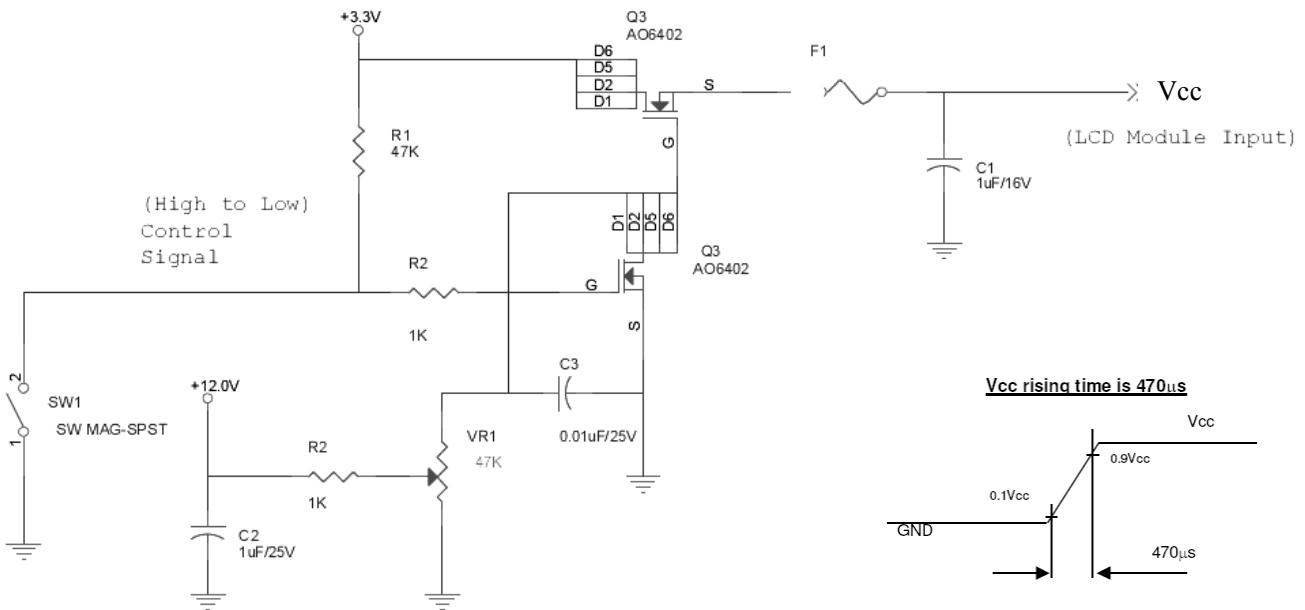 +3.3V
Q3
AO6402
D6
D5
D2
D1
S
G
F1
Vcc
(LCD Module Input)
R1
47K
C1
1uF/16V
(High to Low)
Control
Signal
D1
D2
D5
D6
Q3
AO6402
R2
1K
G
S
2
1
SW1
SW MAG-SPST
+12.0V
C3
0.01uF/25V
R2
1K
VR1
47K
C2
1uF/25V
Vcc rising time is 470μs
Vcc
0.9Vcc
0.1Vcc
GND
470μs